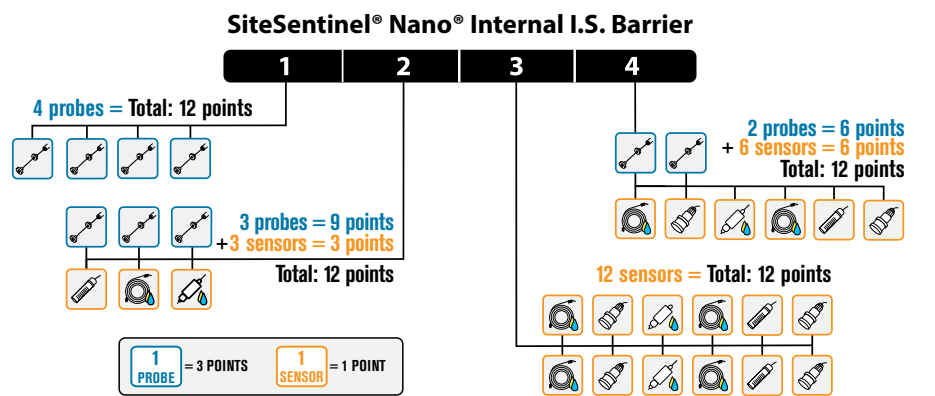 SiteSentinel® Nano® Internal I.S. Barrier
1 2 3 4
4 probes = Total: 12 points
2 probes = 6 points
+ 6 sensors = 6 points
Total: 12 points
3 probes = 9 points
+3 sensors = 3 points
Total: 12 points
12 sensors = Total: 12 points
1
PROBE
= 3 POINTS
1
SENSOR
= 1 POINT